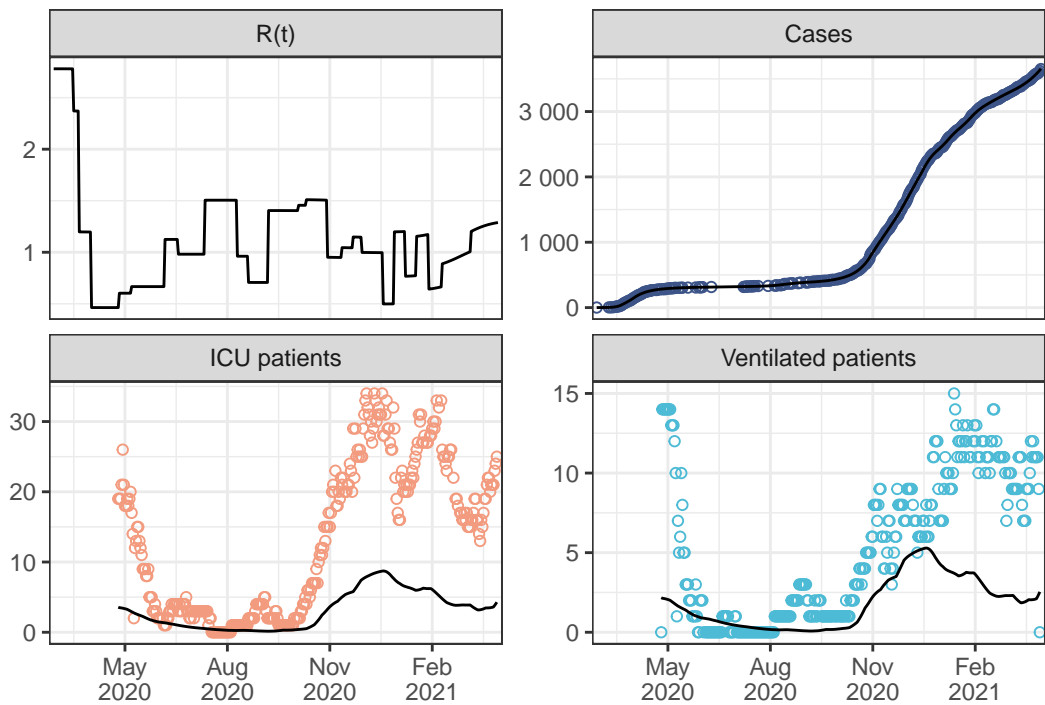 R(t)
Cases
2
1
3 000
2 000
1 000
0
ICU patients
Ventilated patients
30
20
10
0
15
10
5
0
May
2020
Aug
2020
Nov
2020
Feb
2021
May
2020
Aug
2020
Nov
2020
Feb
2021